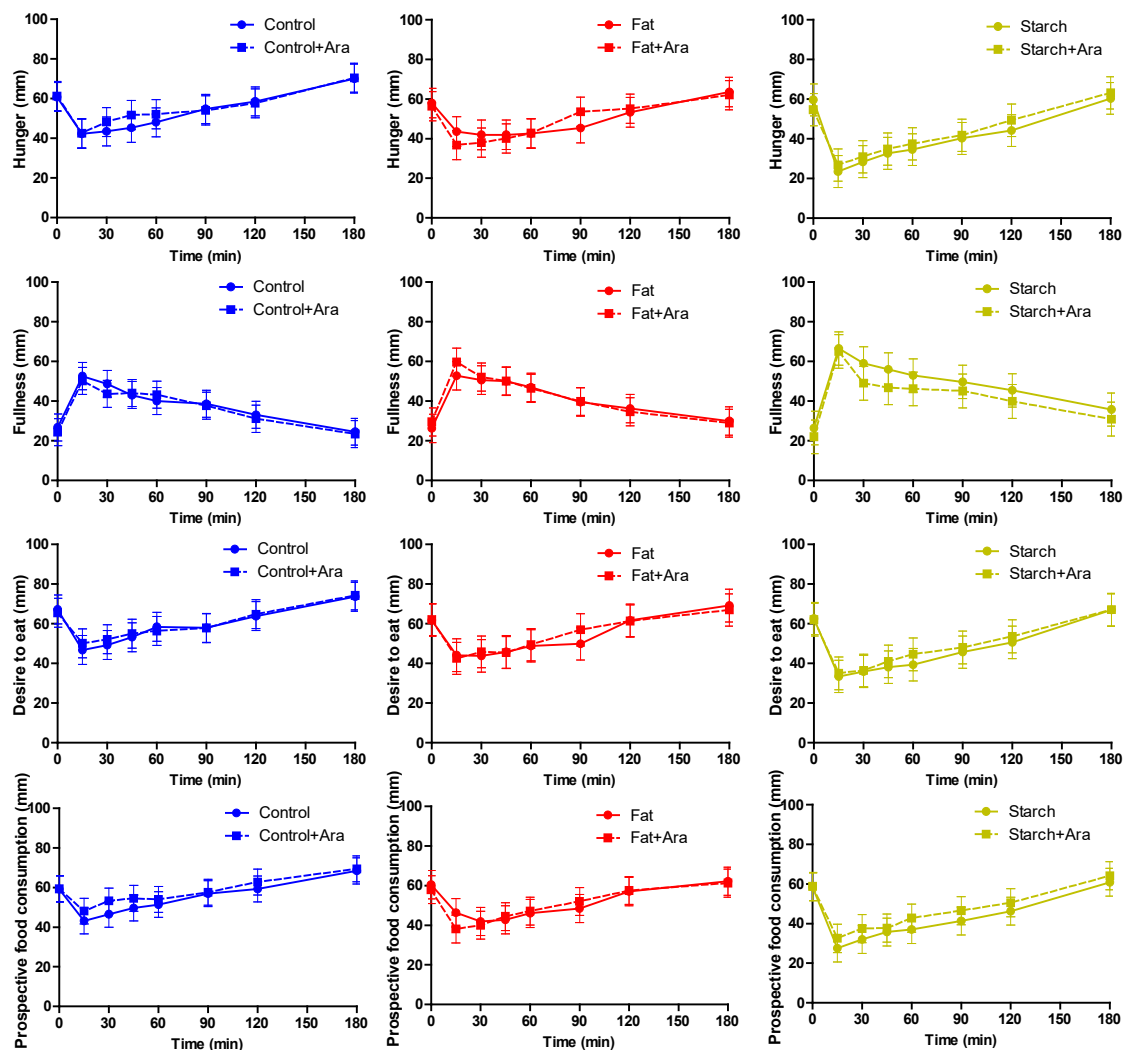 Hunger (mm)
100
80
60
40
20
0
0 30 60 90 120 150 180
Time (min)
Control
Control+Ara
Hunger (mm)
100
80
60
40
20
0
0 30 60 90 120 150 180
Time (min)
Fat
Fat+Ara
Hunger (mm)
100
80
60
40
20
0
0 30 60 90 120 150 180
Time (min)
Starch
Starch+Ara
Fullness (mm)
100
80
60
40
20
0
0 30 60 90 120 150 180
Time (min)
Control
Control+Ara
Fullness (mm)
100
80
60
40
20
0
0 30 60 90 120 150 180
Time (min)
Fat
Fat+Ara
Fullness (mm)
100
80
60
40
20
0
0 30 60 90 120 150 180
Time (min)
Starch
Starch+Ara
Desire to eat (mm)
100
80
60
40
20
0
0 30 60 90 120 150 180
Time (min)
Control
Control+Ara
Desire to eat (mm)
100
80
60
40
20
0
0 30 60 90 120 150 180
Time (min)
Fat
Fat+Ara
Desire to eat (mm)
100
80
60
40
20
0
0 30 60 90 120 150 180
Time (min)
Starch
Starch+Ara
Prospective food consumption (mm)
100
80
60
40
20
0
0 30 60 90 120 150 180
Time (min)
Control
Control+Ara
Prospective food consumption (mm)
100
80
60
40
20
0
0 30 60 90 120 150 180
Time (min)
Fat
Fat+Ara
Prospective food consumption (mm)
100
80
60
40
20
0
0 30 60 90 120 150 180
Time (min)
Starch
Starch+Ara